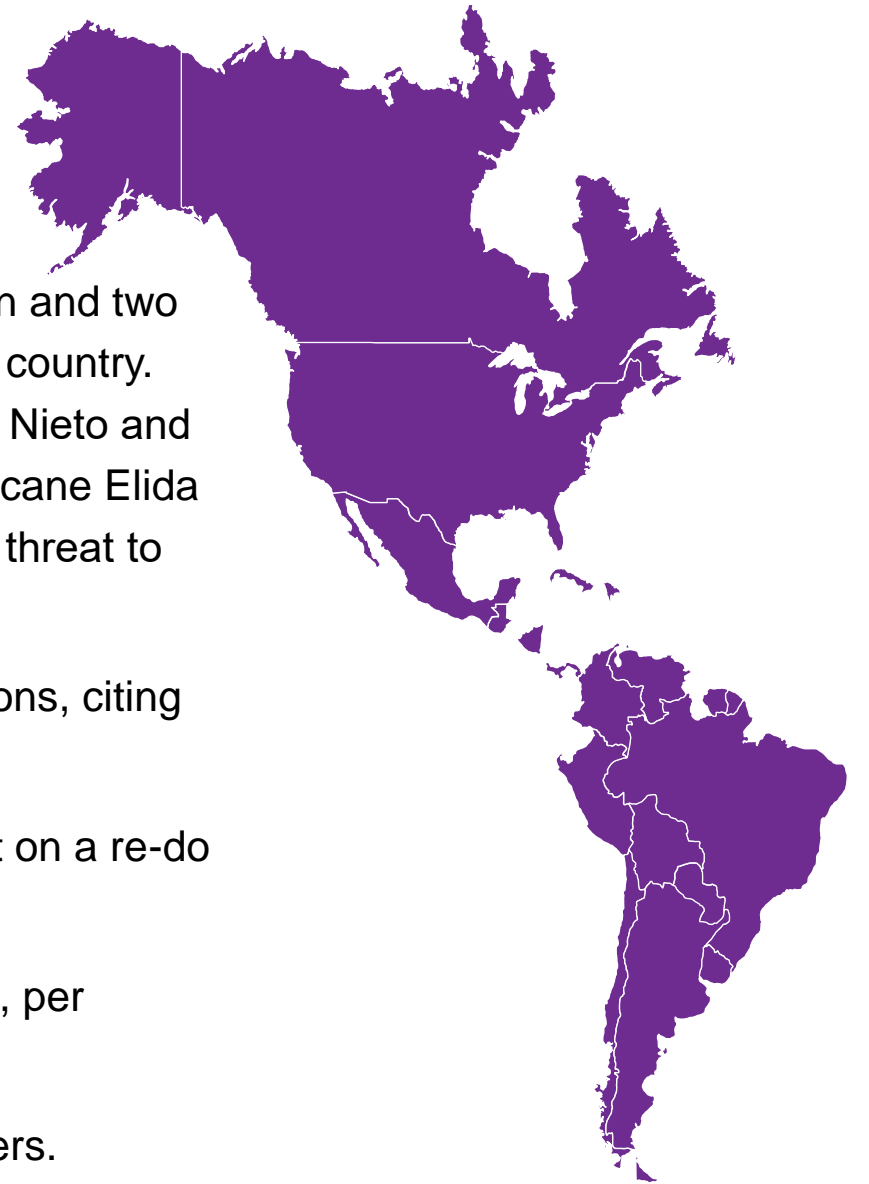 and two
country.
Nieto and
cane Elida
threat to
ons, citing
on a re-do
, per
ers.